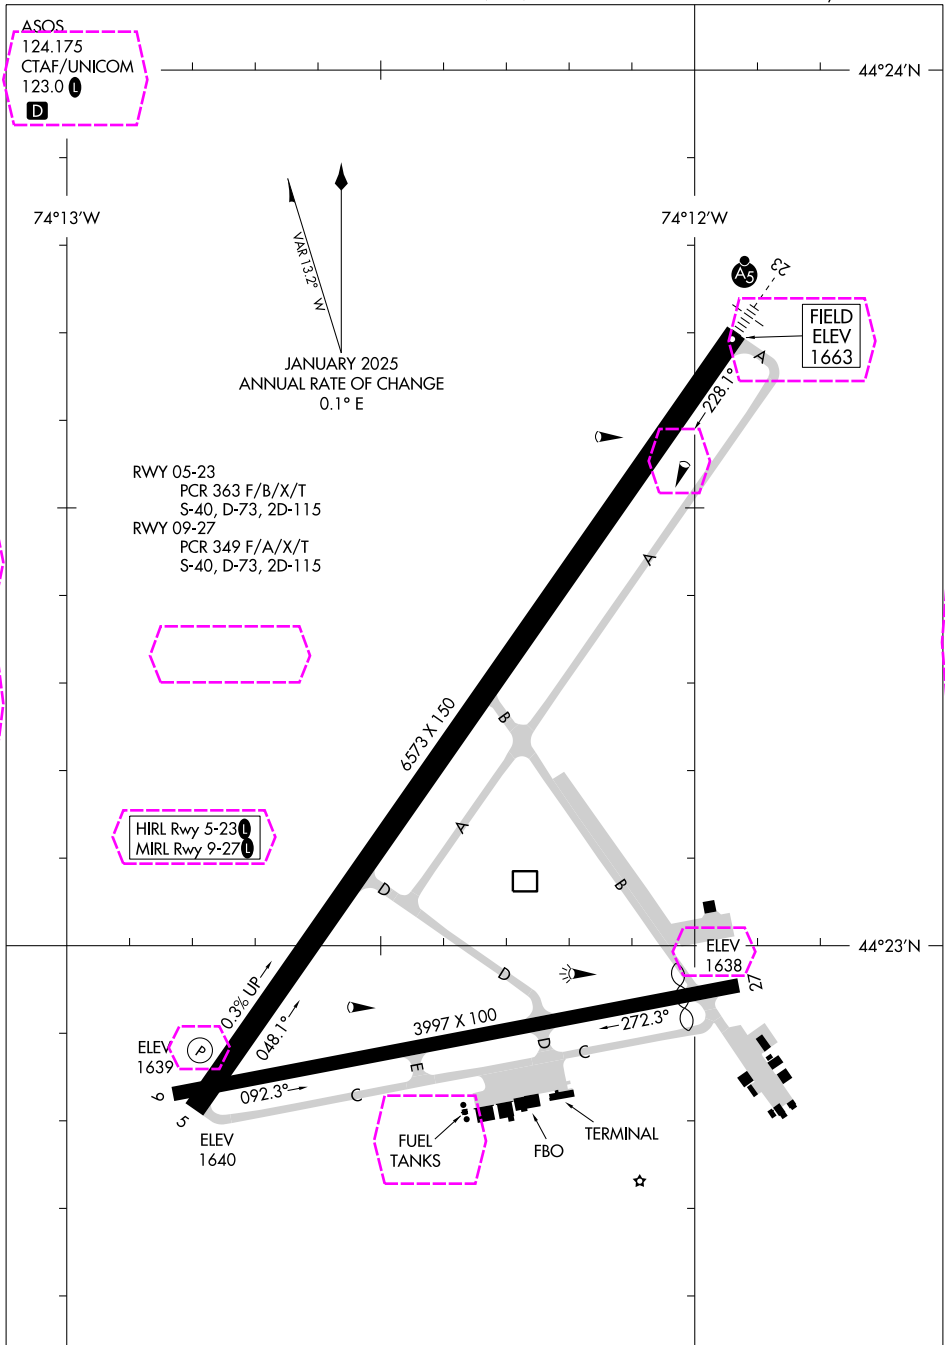 ASOS
124.175
CTAF/UNICOM
123.0 L
D
44°24'N
74°13'W
74°12'W
VAR 13.2° W
JANUARY 2025
ANNUAL RATE OF CHANGE
0.1° E
A5
23
FIELD
ELEV
1663
A
228.1°
RWY 05-23
PCR 363 F/B/X/T
S-40, D-73, 2D-115
RWY 09-27
PCR 349 F/A/X/T
S-40, D-73, 2D-115
A
6573 X 150
B
HIRL Rwy 5-23 L
MIRL Rwy 9-27 L
A
D
B
44°23'N
ELEV
1638
D
27
0.3% UP
048.1°
3997 X 100
272.3°
ELEV
1639
P
D
C
E
9
092.3°
C
5
ELEV
1640
FUEL
TANKS
FBO
TERMINAL